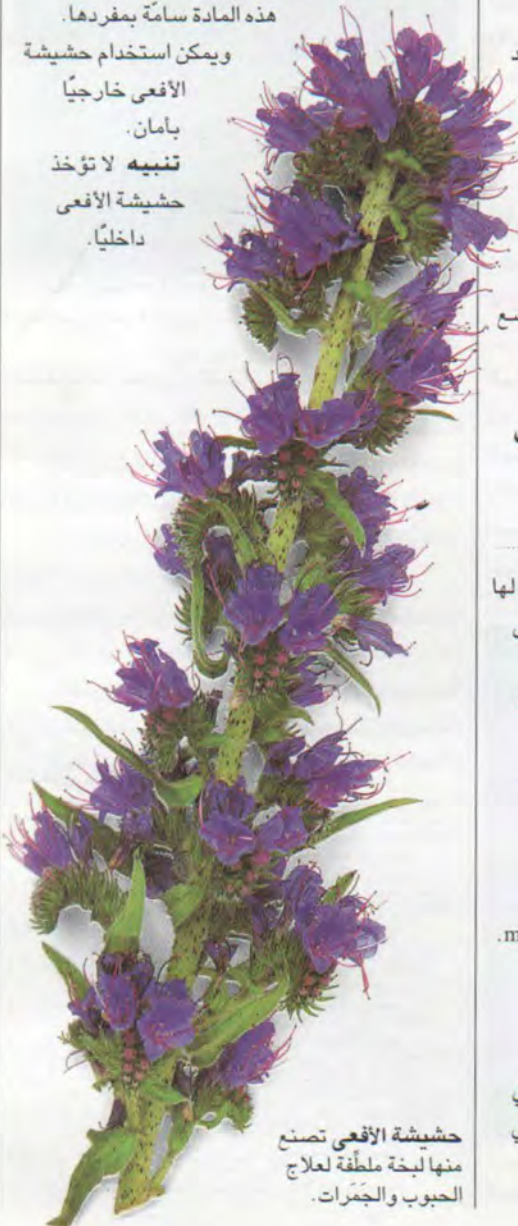 هذه المادة سامّة بمفردها.
ويمكن استخدام حشيشة
الأفعى خارجيًا
بأمان.
تنبيه لا تؤخذ
حشيشة الأفعى
داخليًا.
لها
m.
حشيشة الأفعى تصنع
منها لبخة ملطّفة لعلاج
الحبوب والجَمَرات.